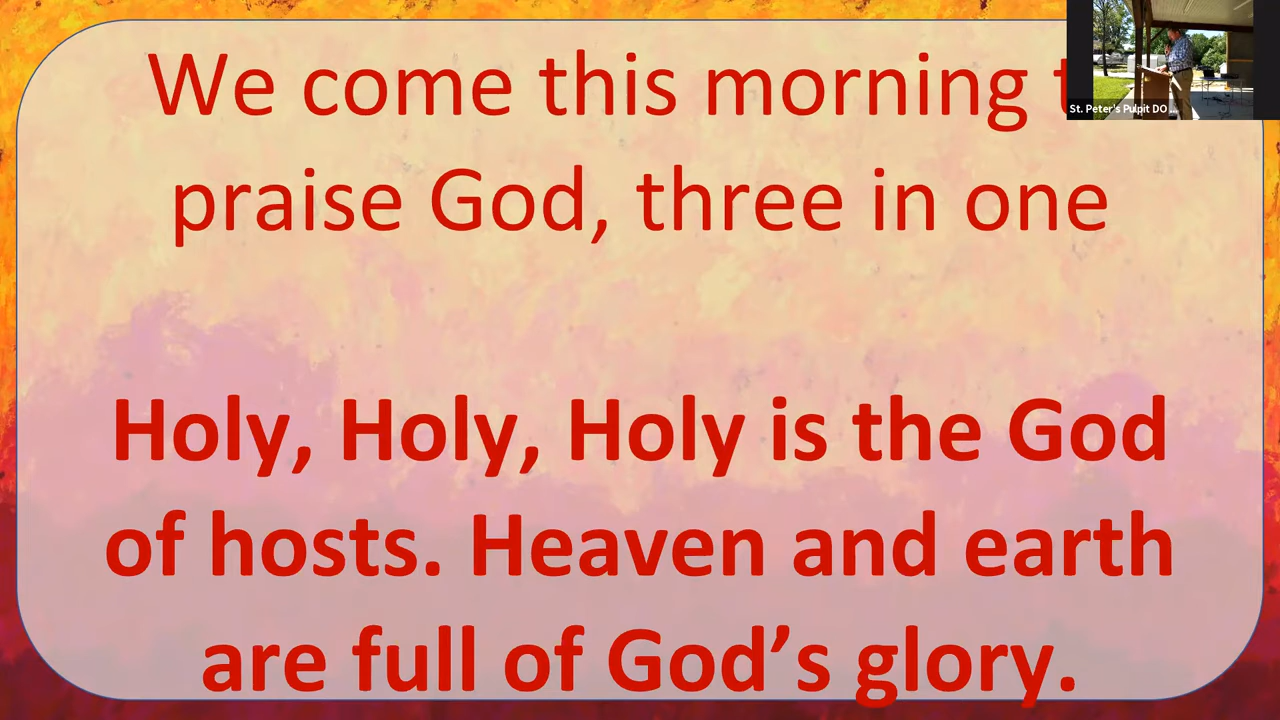 We come this morning
praise God, three in one
Holy, Holy, Holy is the God
of hosts. Heaven and earth
are full of God’s glory.
St. Peter's Pulpit DO...